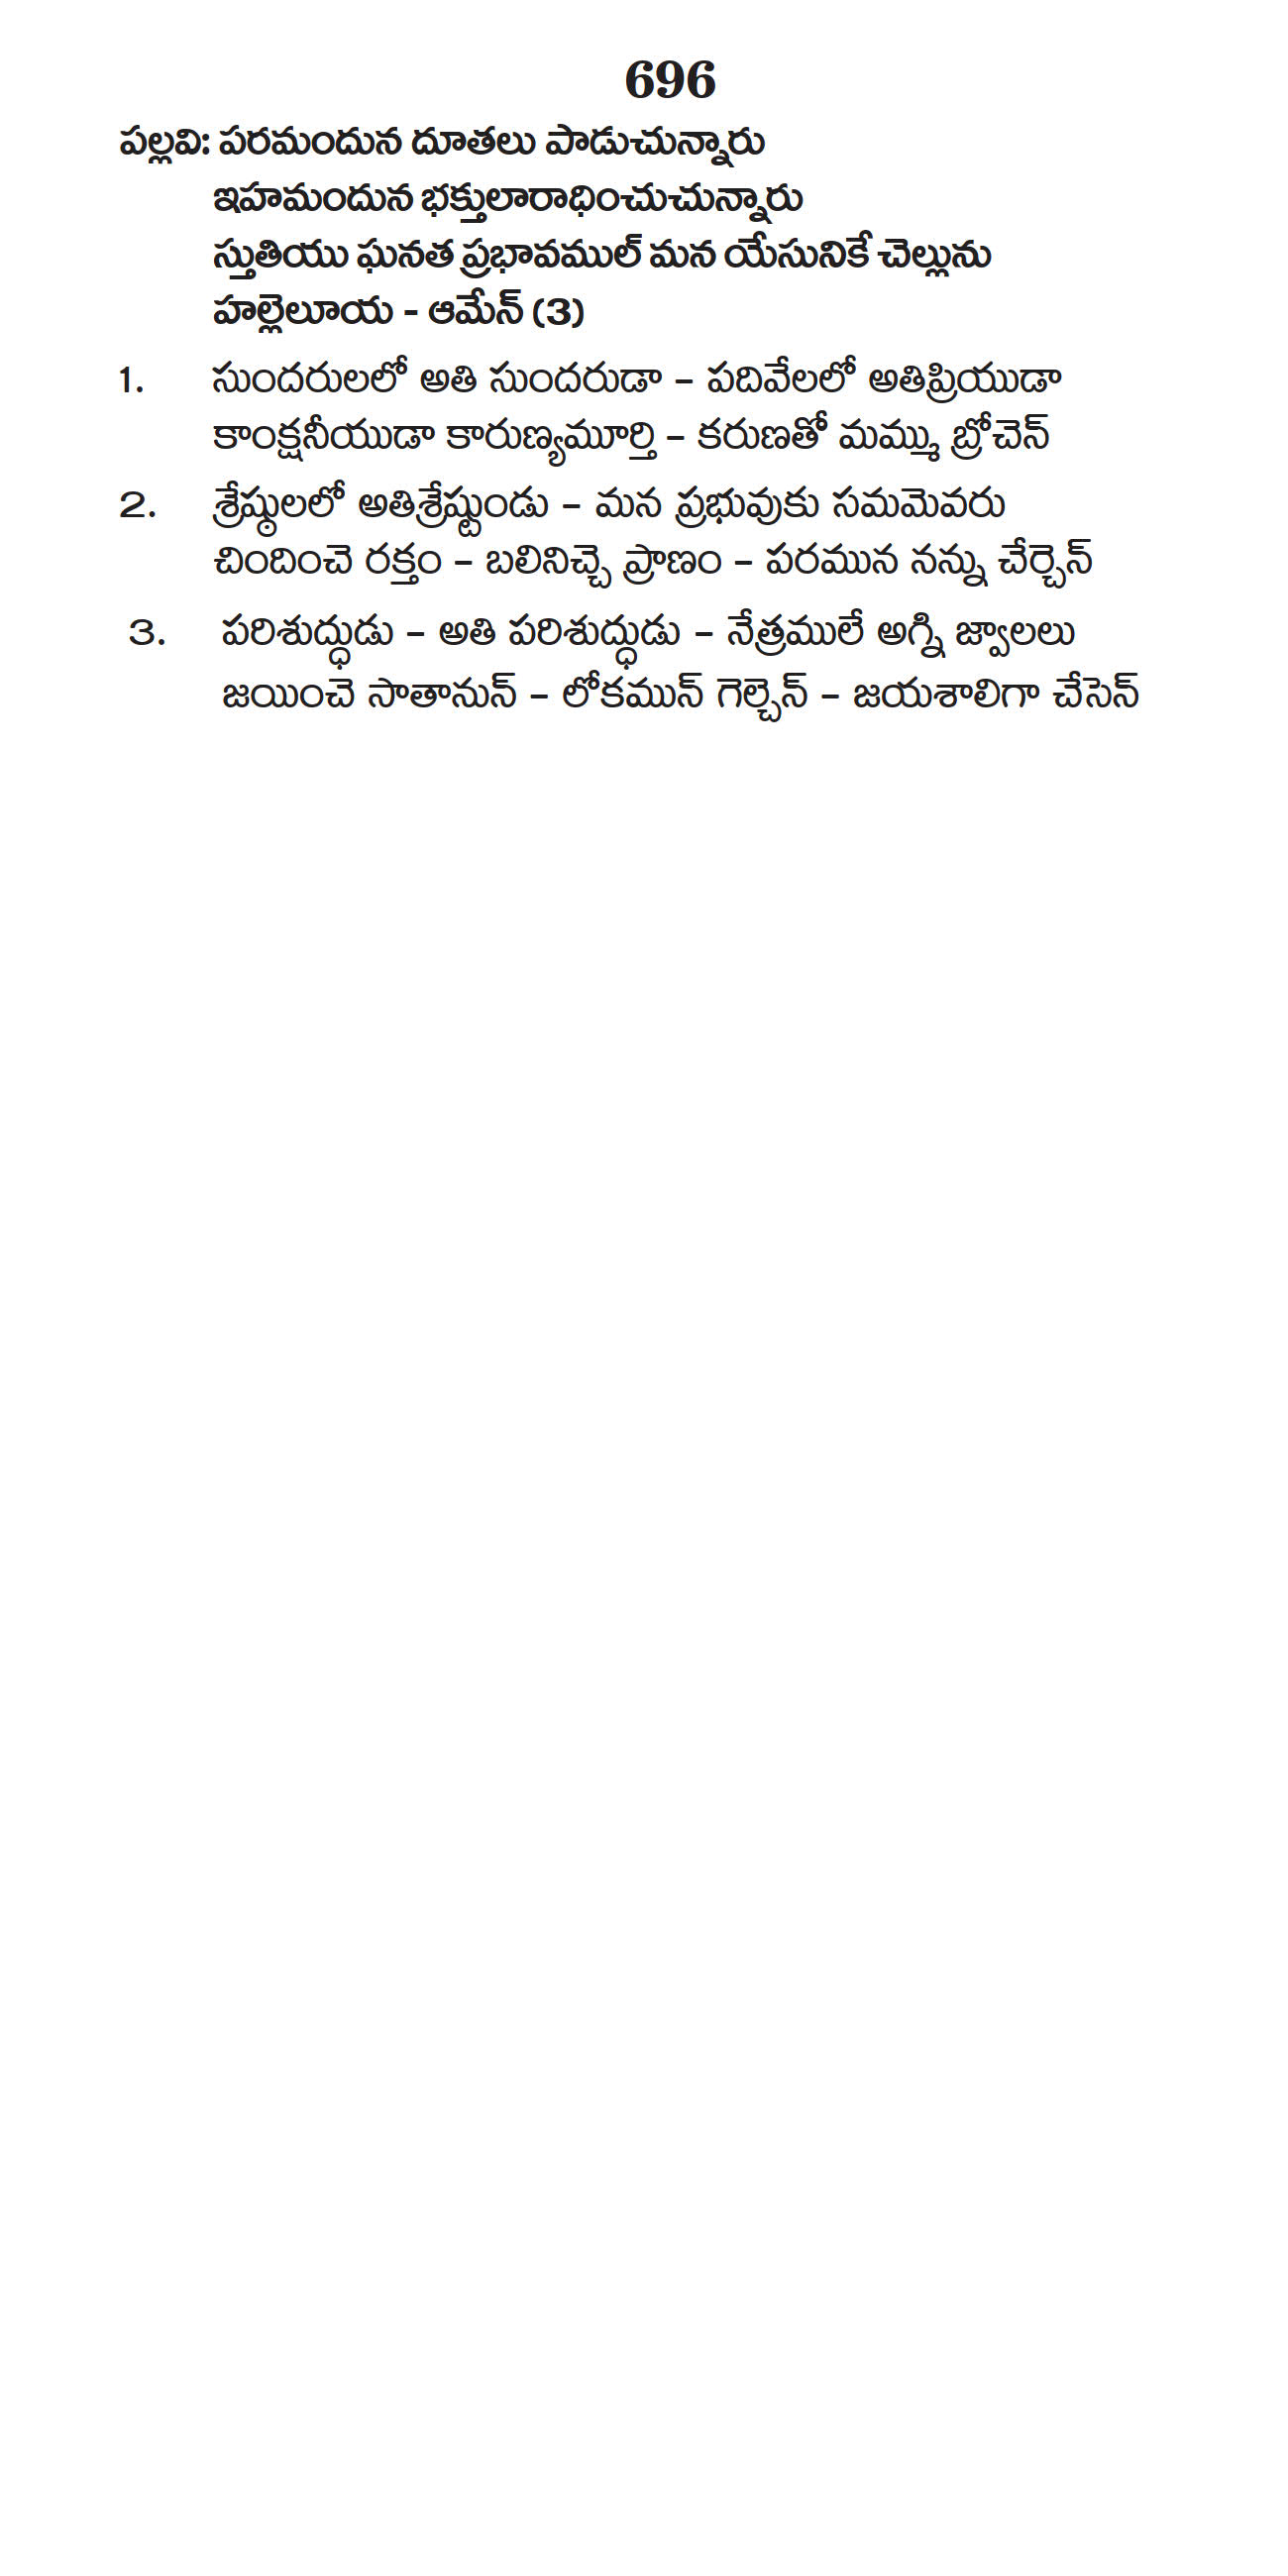 696
పల్లవి: పరమందున దూతలు పాడుచున్నారు
ఇహమందున భక్తులారాధించుచున్నారు
స్తుతియు ఘనత ప్రభావముల్ మన యేసునికే చెల్లును
హల్లెలూయ - ఆమేన్ (3)
1. సుందరులలో అతి సుందరుడా – పదివేలలో అతిప్రియుడా
కాంక్షనీయుడా కారుణ్యమూర్తి – కరుణతో మమ్ము బ్రోచెన్
2. శ్రేష్ఠులలో అతిశ్రేష్టుండు – మన ప్రభువుకు సమమెవరు
చిందించె రక్తం – బలినిచ్చె ప్రాణం – పరమున నన్ను చేర్చెన్
3. పరిశుద్ధుడు – అతి పరిశుద్ధుడు – నేత్రములే అగ్ని జ్వాలలు
జయించె సాతానున్ – లోకమున్ గెల్చెన్ – జయశాలిగా చేసెన్